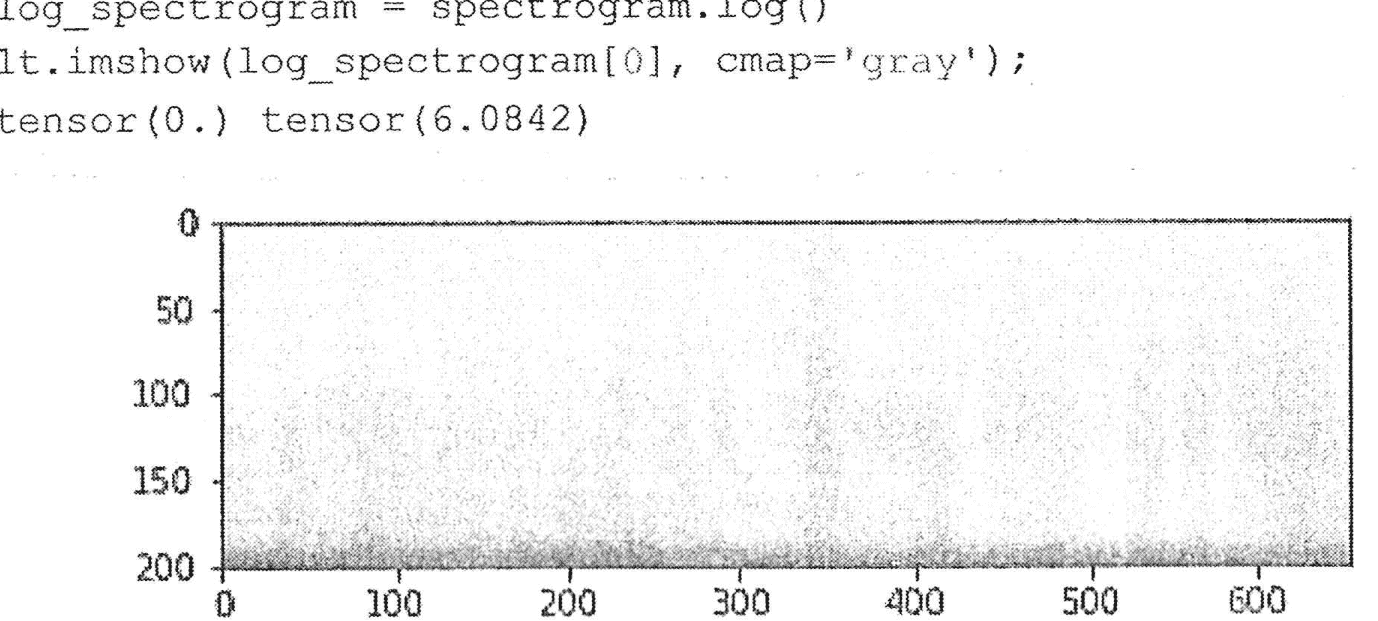 log_spectrogram = spectrogram.log()
lt.imshow(log_spectrogram[0], cmap='gray');
tensor(0.) tensor(6.0842)
0
50
100
150
200
0 100 200 300 400 500 600